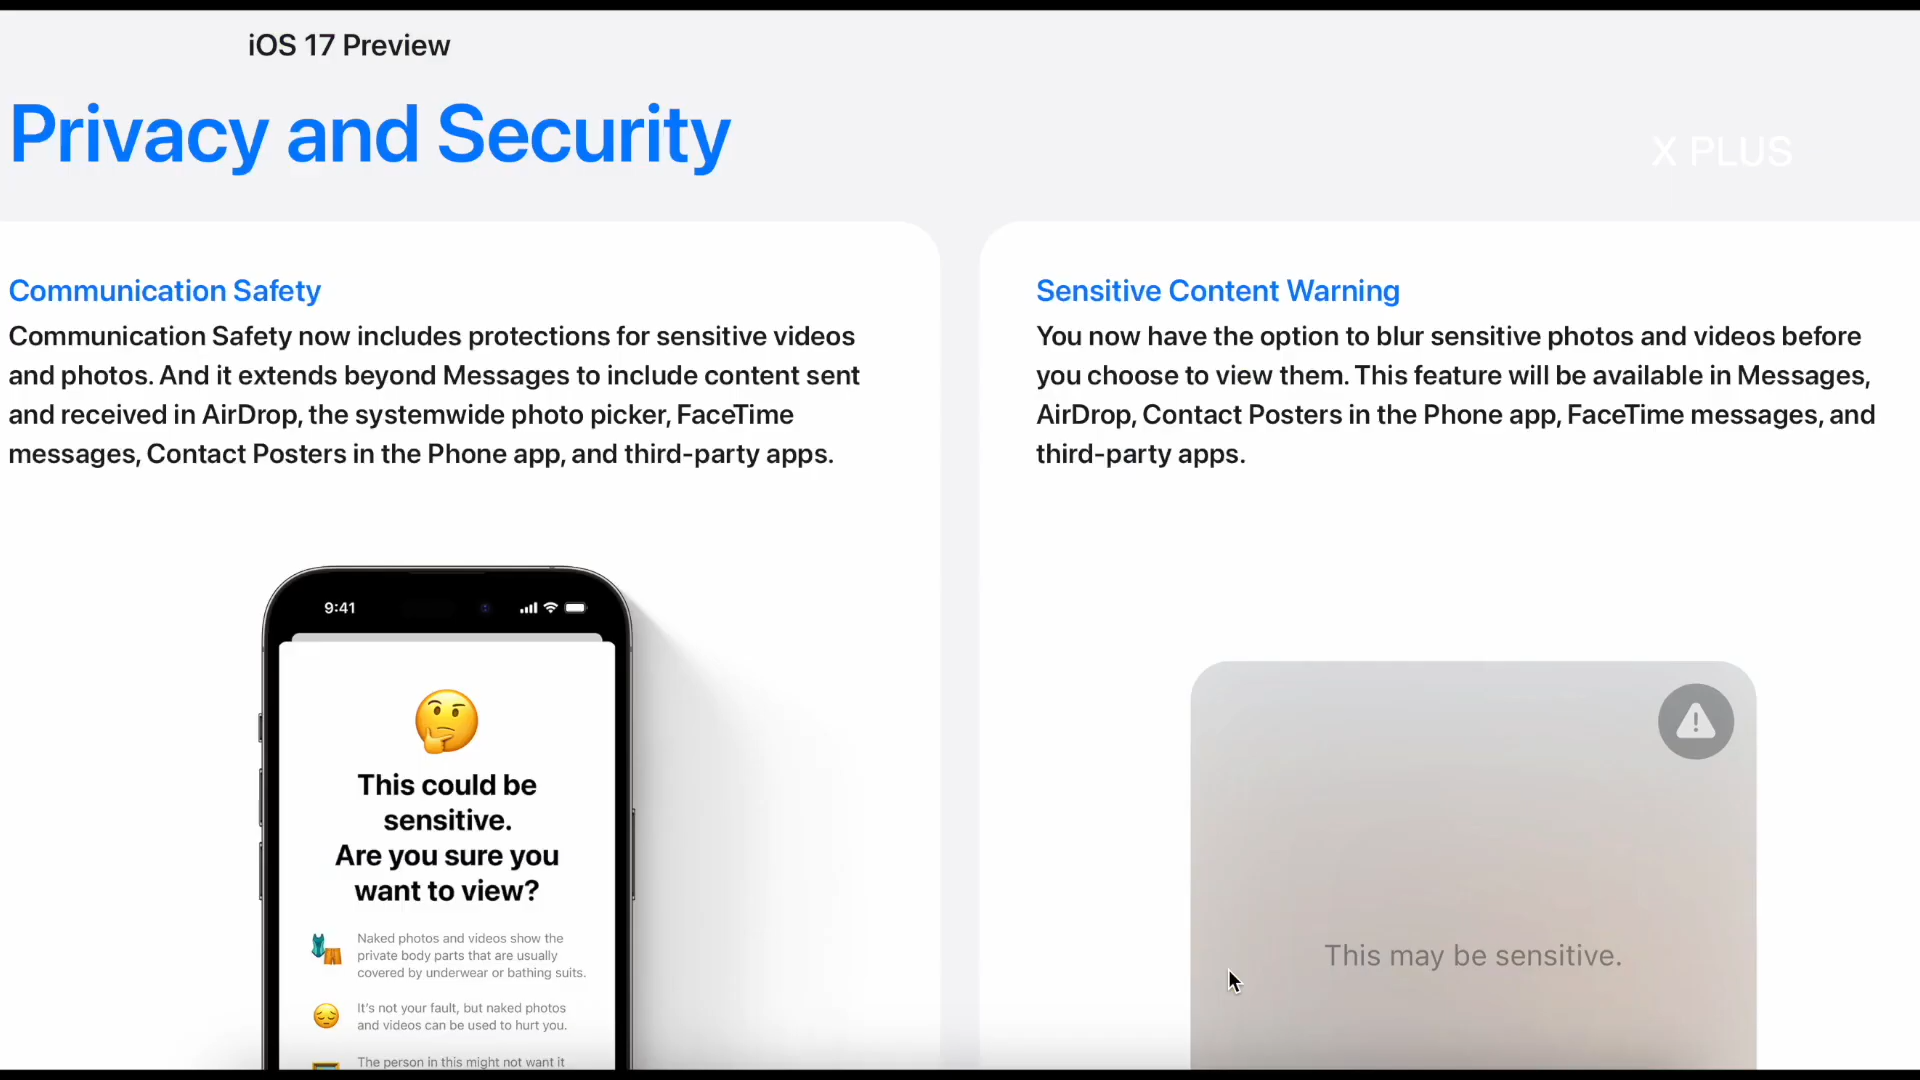 iOS 17 Preview
Privacy and Security
X PLUS
Communication Safety
Communication Safety now includes protections for sensitive videos
and photos. And it extends beyond Messages to include content sent
and received in AirDrop, the systemwide photo picker, FaceTime
messages, Contact Posters in the Phone app, and third-party apps.
9:41
This could be
sensitive.
Are you sure you
want to view?
Naked photos and videos show the
private body parts that are usually
covered by underwear or bathing suits.
It's not your fault, but naked photos
and videos can be used to hurt you.
The person in this might not want it
Sensitive Content Warning
You now have the option to blur sensitive photos and videos before
you choose to view them. This feature will be available in Messages,
AirDrop, Contact Posters in the Phone app, FaceTime messages, and
third-party apps.
This may be sensitive.